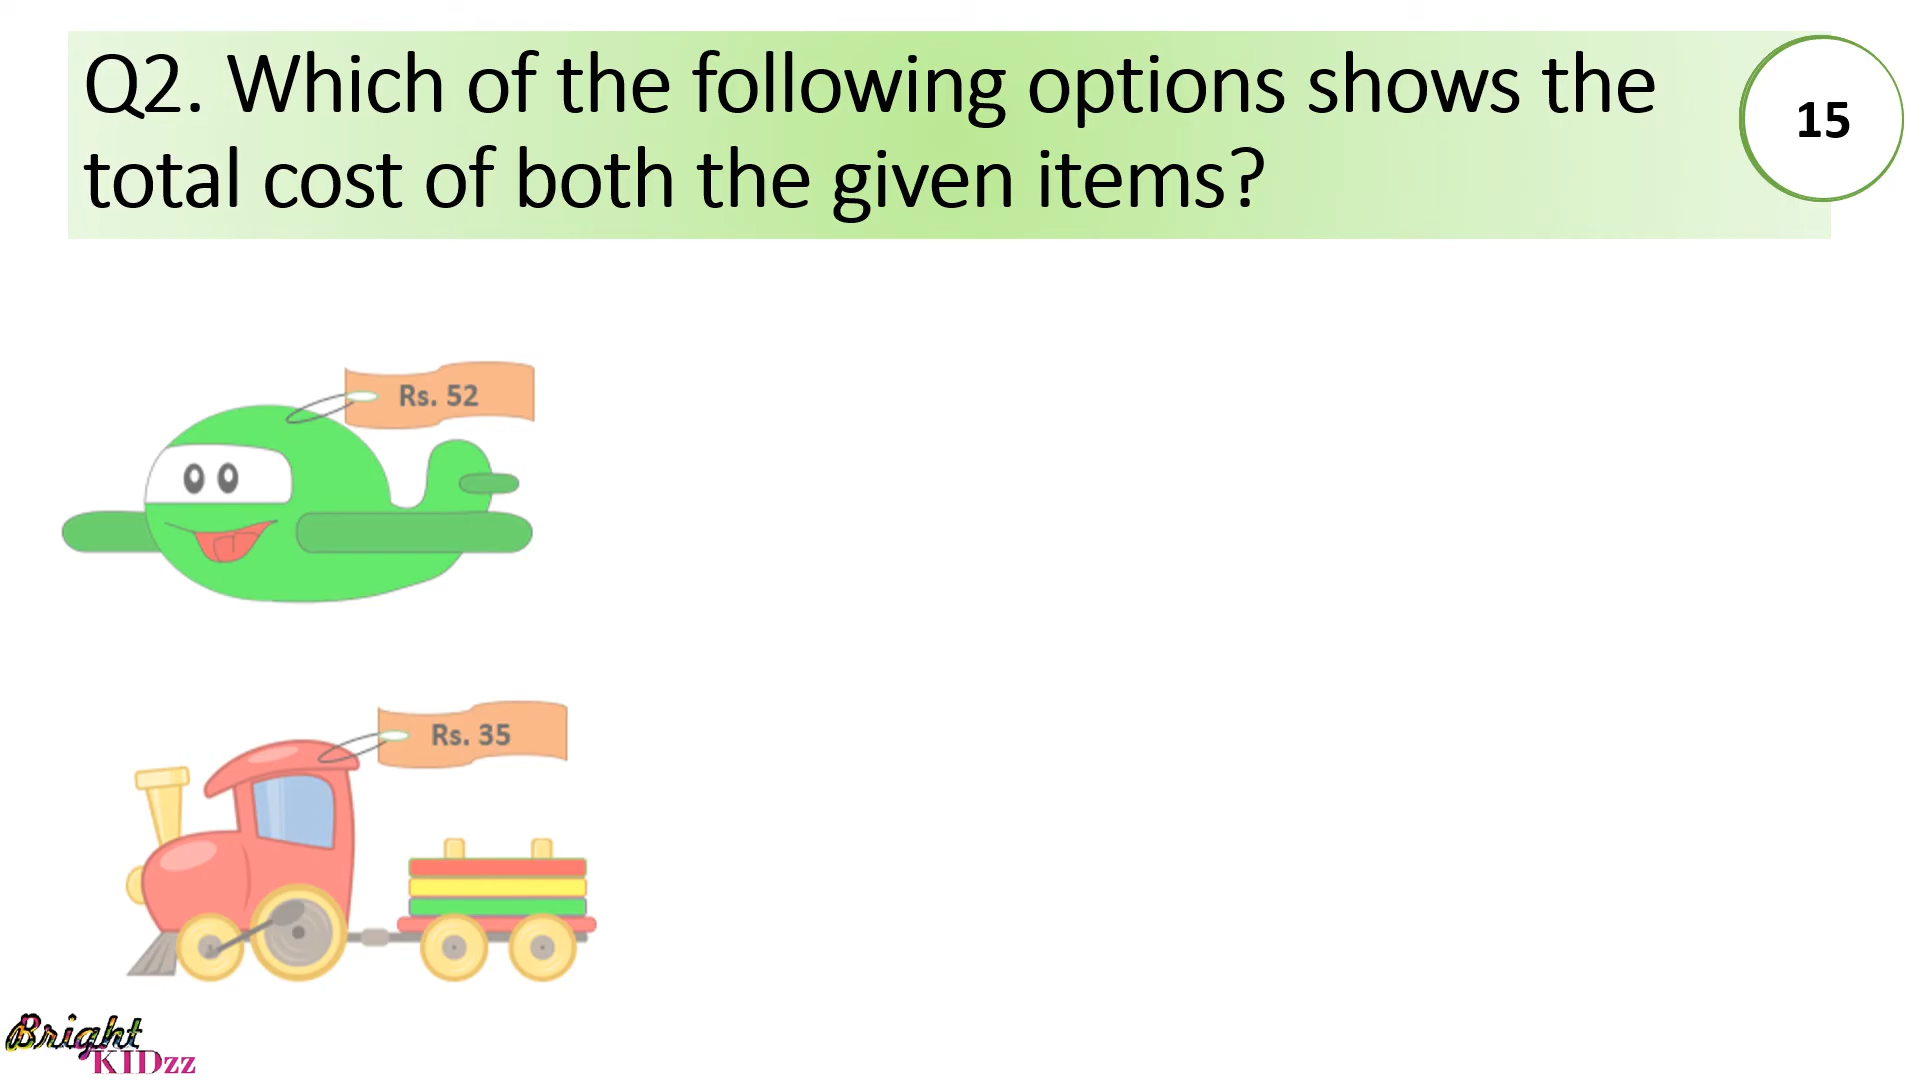 Q2. Which of the following options shows the
total cost of both the given items?
15
Rs. 52
Rs. 35
Bright
KIDzz